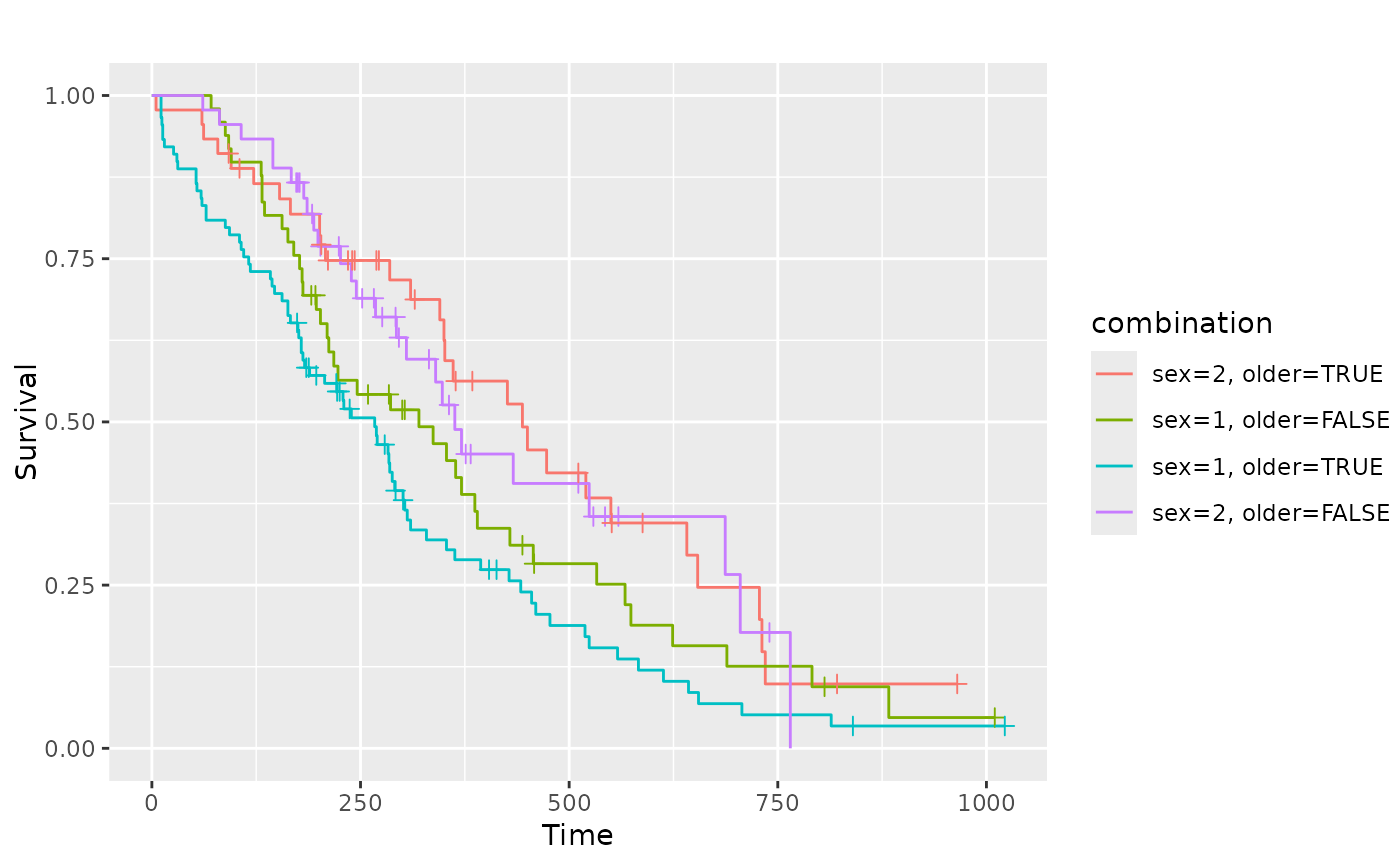 1.00
0.75
0.50
0.25
0.00
Survival
0
250
500
750
1000
Time
combination
sex=2, older=TRUE
sex=1, older=FALSE
sex=1, older=TRUE
sex=2, older=FALSE